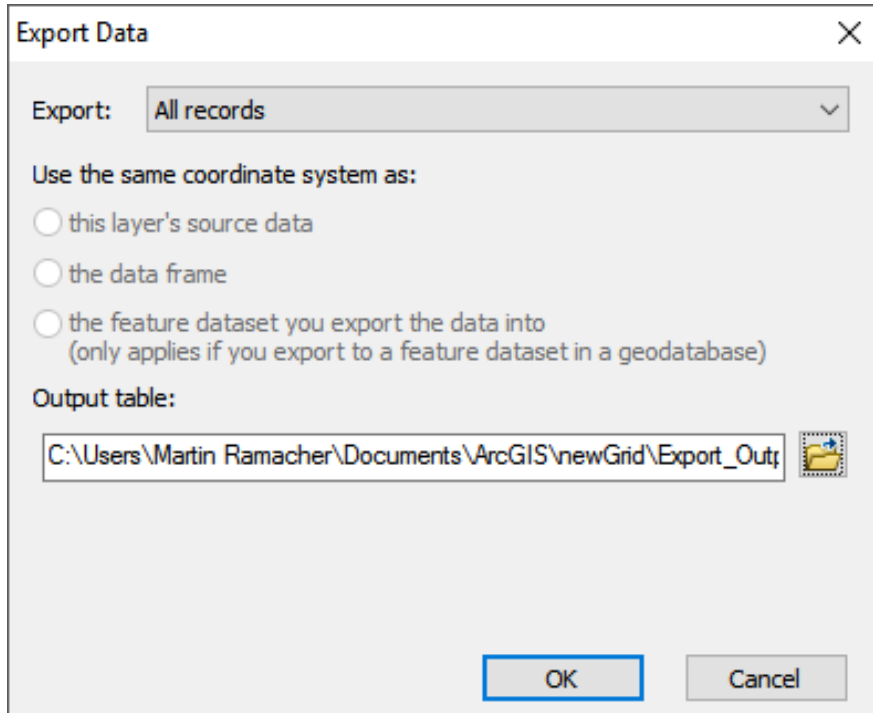 Export Data
Export: All records
Use the same coordinate system as:
this layer's source data
the data frame
the feature dataset you export the data into
(only applies if you export to a feature dataset in a geodatabase)
Output table:
C:\Users\Martin Ramacher\Documents\ArcGIS\newGrid\Export_Outp
OK Cancel